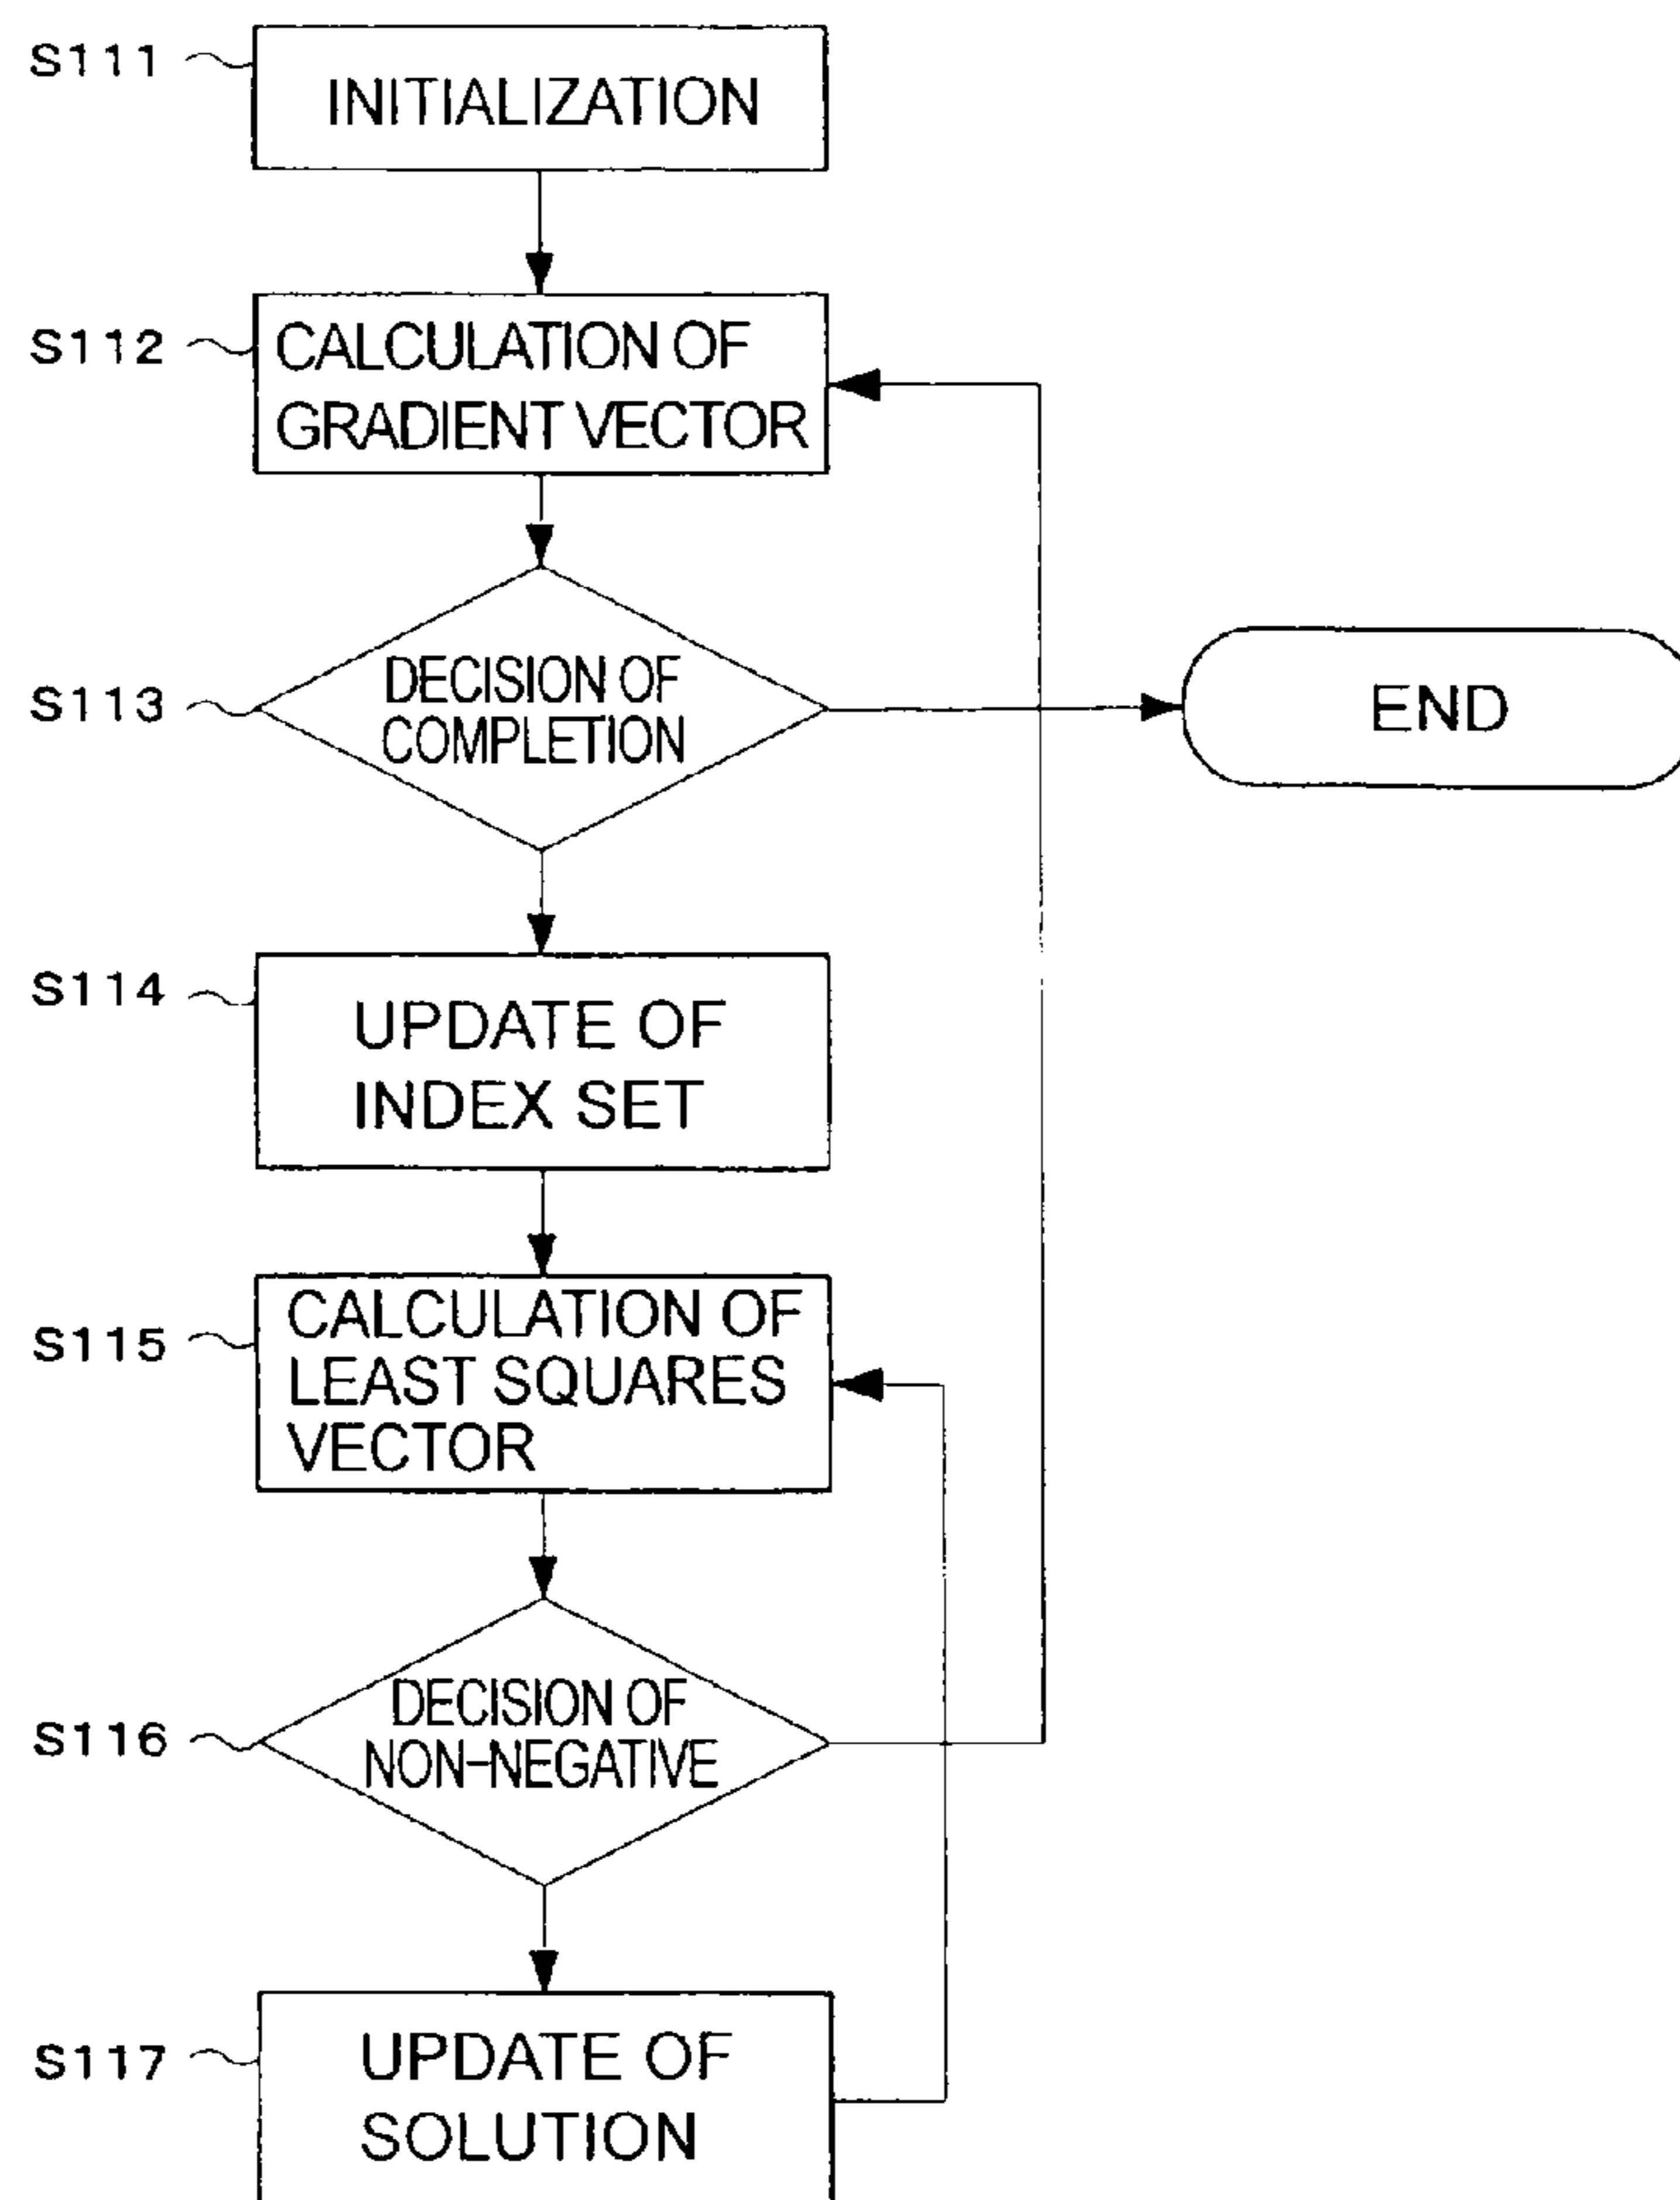 S111
INITIALIZATION
S112
CALCULATION OF
GRADIENT VECTOR
S113
DECISION OF
COMPLETION
END
S114
UPDATE OF
INDEX SET
S115
CALCULATION OF
LEAST SQUARES
VECTOR
S116
DECISION OF
NON-NEGATIVE
S117
UPDATE OF
SOLUTION